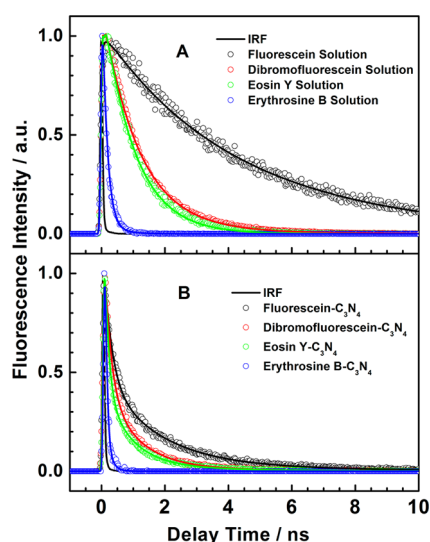 Fluorescence Intensity / a.u.
1.0
0.5
0.0
A
IRF
Fluorescein Solution
Dibromofluorescein Solution
Eosin Y Solution
Erythrosine B Solution
1.0
0.5
0.0
B
IRF
Fluorescein-C₃N₄
Dibromofluorescein-C₃N₄
Eosin Y-C₃N₄
Erythrosine B-C₃N₄
0 2 4 6 8 10
Delay Time / ns